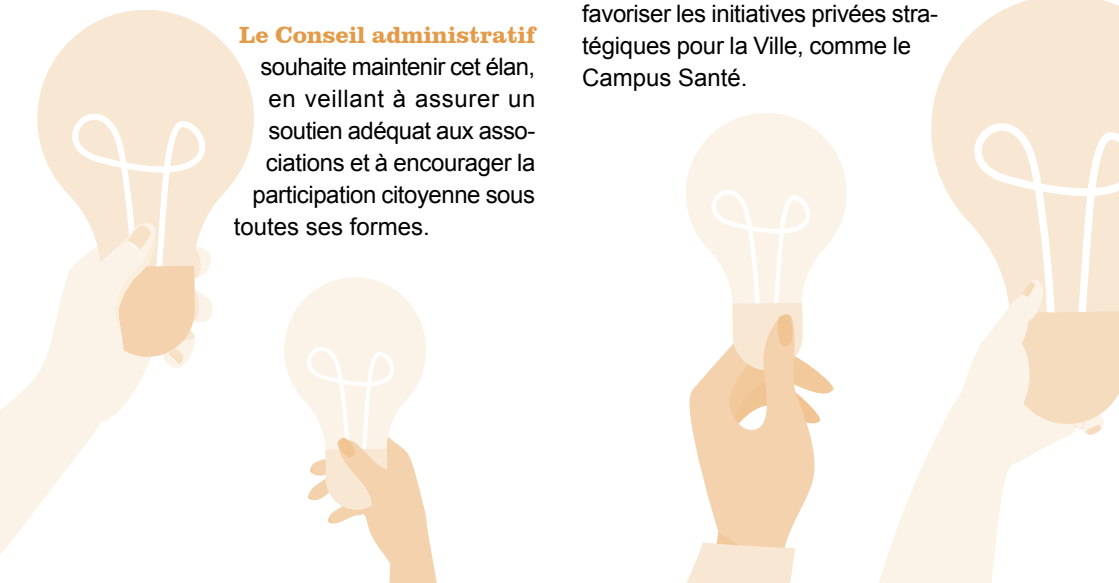 Le Conseil administratif
souhaite maintenir cet élan,
en veillant à assurer un
soutien adéquat aux asso-
ciations et à encourager la
participation citoyenne sous
toutes ses formes.
favoriser les initiatives privées stra-
tégiques pour la Ville, comme le
Campus Santé.